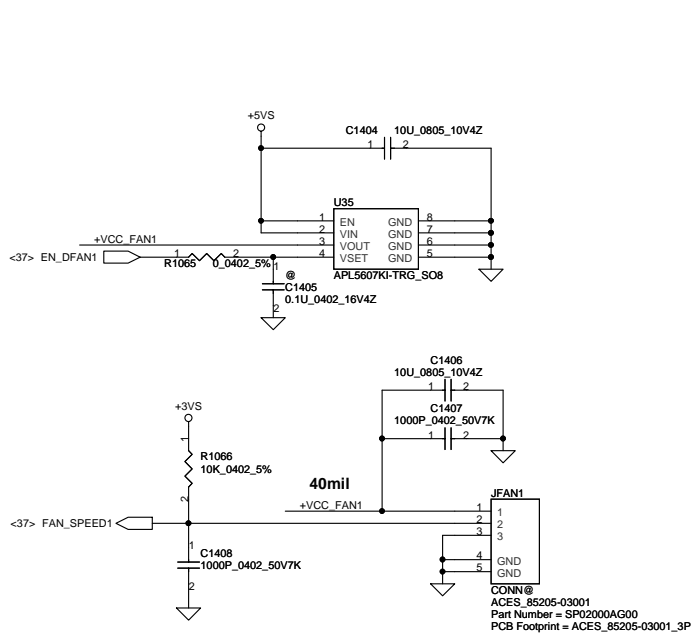 +5VS
C1404 10U_0805_10V4Z
1 2
U35
1 EN GND 8
2 VIN GND 7
+VCC_FAN1 3 VOUT GND 6
<37> EN_DFAN1 1 2 4 VSET GND 5
R1065 0_0402_5% APL5607KI-TRG_SO8
1 @
C1405
0.1U_0402_16V4Z
2
C1406
10U_0805_10V4Z
1 2
C1407
1000P_0402_50V7K
1 2
+3VS
1
R1066
10K_0402_5%
2
40mil
+VCC_FAN1
JFAN1
1 1
<37> FAN_SPEED1 2 2
3 3
4 GND
5 GND
1
C1408
1000P_0402_50V7K
2
CONN@
ACES_85205-03001
Part Number = SP02000AG00
PCB Footprint = ACES_85205-03001_3P